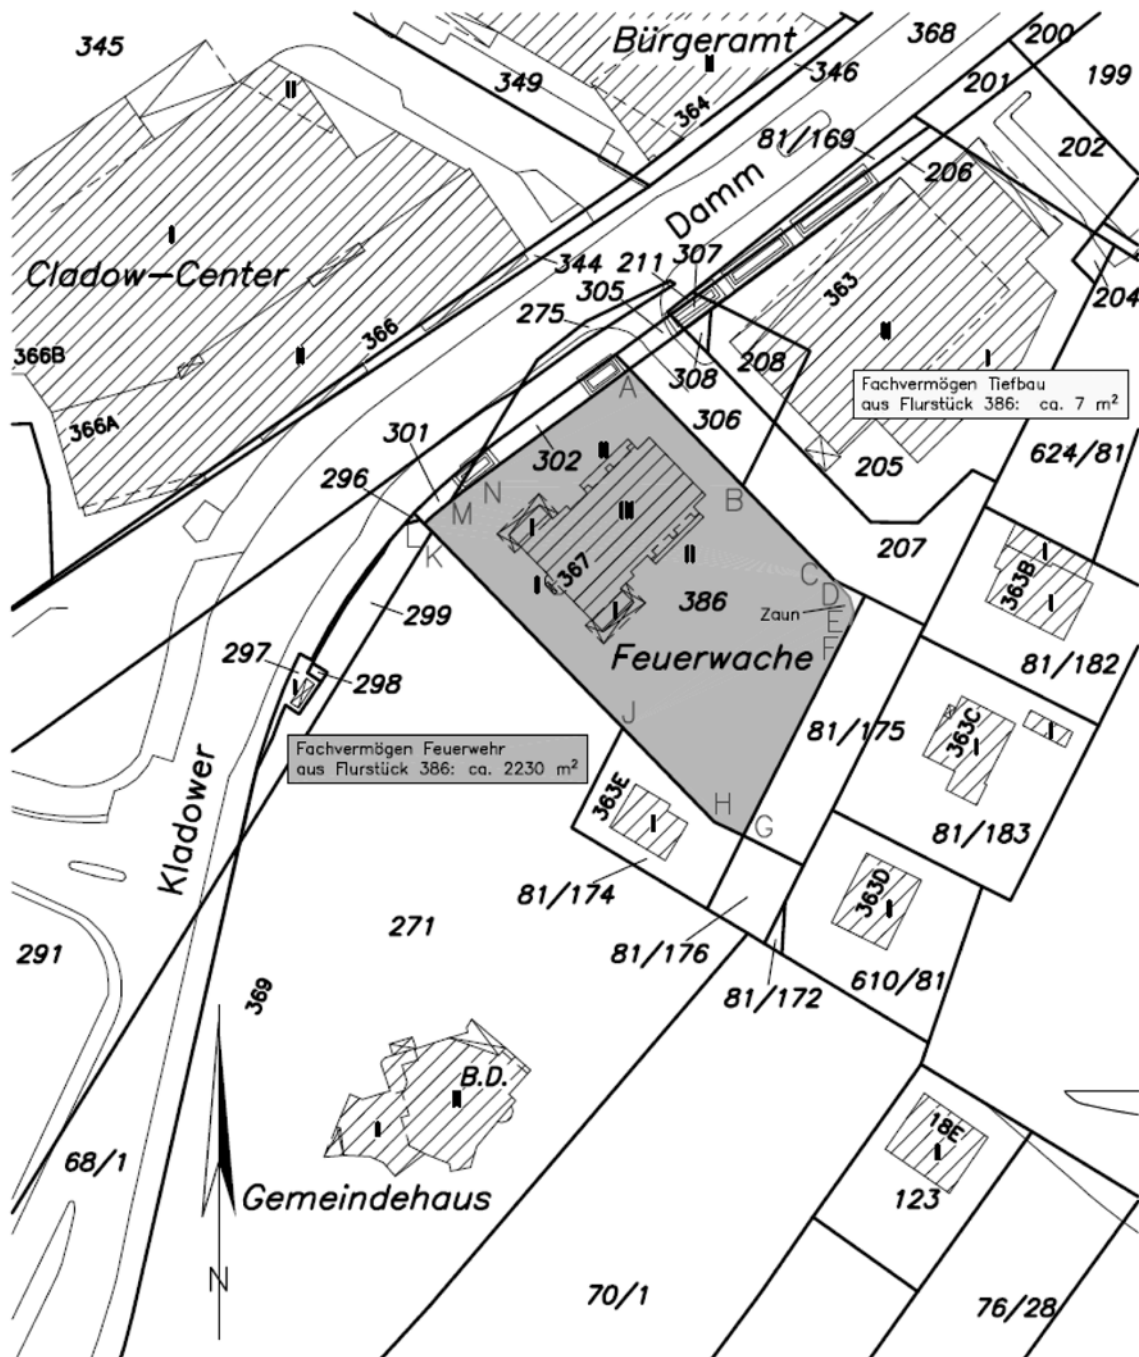 345
349
Bürgeramt
II
364
346
368
200
201
199
202
81/169
206
204
Damm
307
211
305
344
275
308
208
363
Cladow-Center
366
366B
366A
Fachvermögen Tiefbau
aus Flurstück 386: ca. 7 m²
306
205
624/81
301
302
296
A
B
C
D
E
F
G
H
J
K
L
M
N
367
386
Zaun
Feuerwache
207
363B
81/182
299
297
298
81/175
363C
81/183
Fachvermögen Feuerwehr
aus Flurstück 386: ca. 2230 m²
363E
81/174
363D
Kladower
271
81/176
81/172
610/81
291
369
B.D.
68/1
Gemeindehaus
18E
123
N
70/1
76/28